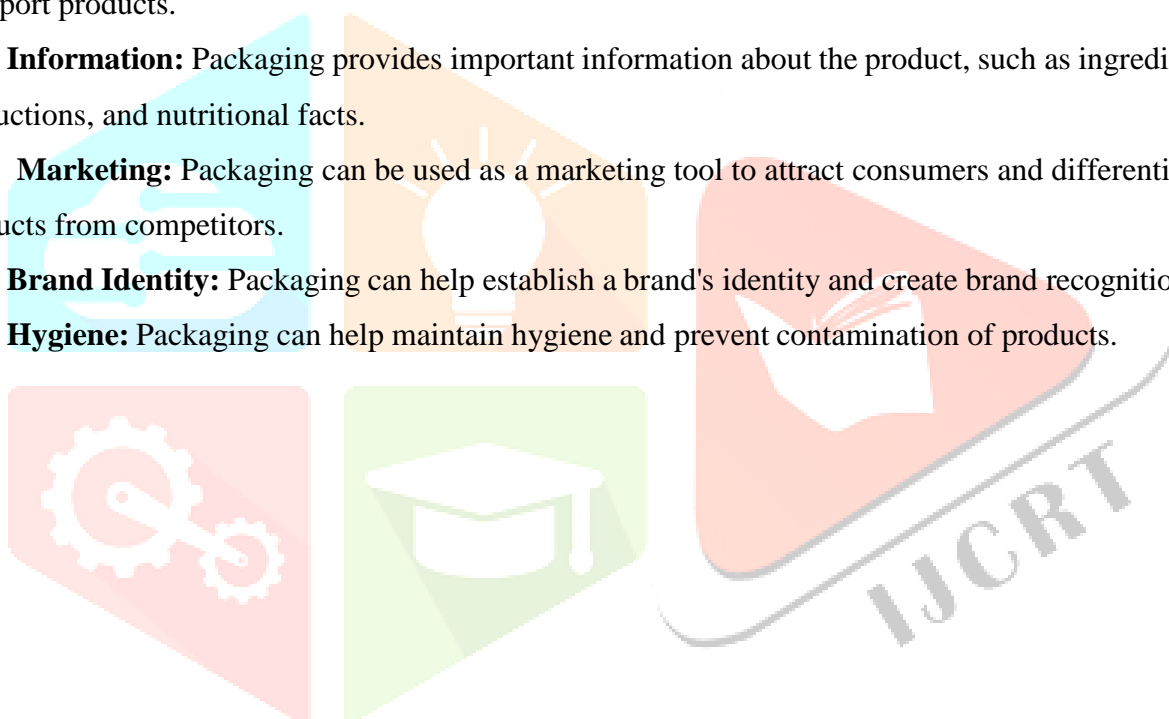 port products.
Information: Packaging provides important information about the product, such as ingredi
uctions, and nutritional facts.
Marketing: Packaging can be used as a marketing tool to attract consumers and differenti
ucts from competitors.
Brand Identity: Packaging can help establish a brand's identity and create brand recognitio
Hygiene: Packaging can help maintain hygiene and prevent contamination of products.
IJCRT